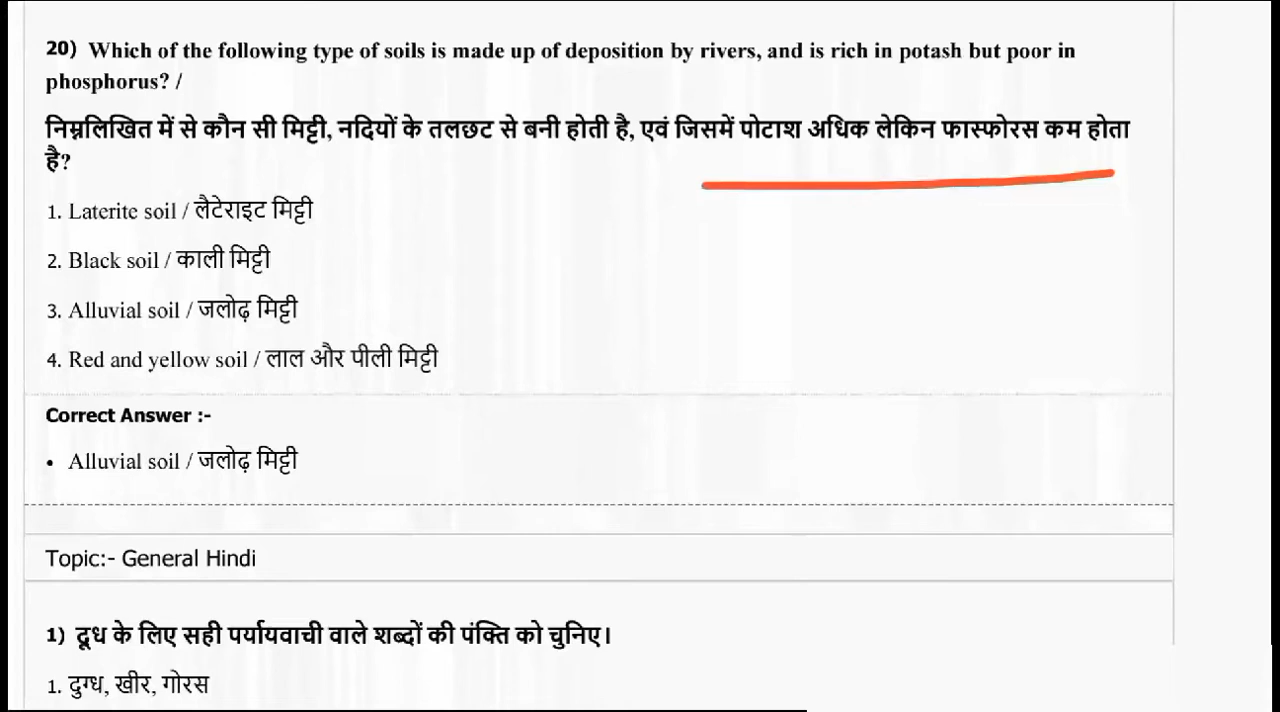 20) Which of the following type of soils is made up of deposition by rivers, and is rich in potash but poor in
phosphorus? /
निम्नलिखित में से कौन सी मिट्टी, नदियों के तलछट से बनी होती है, एवं जिसमें पोटाश अधिक लेकिन फास्फोरस कम होता
है?
1. Laterite soil / लैटेराइट मिट्टी
2. Black soil / काली मिट्टी
3. Alluvial soil / जलोढ़ मिट्टी
4. Red and yellow soil / लाल और पीली मिट्टी
Correct Answer :-
• Alluvial soil / जलोढ़ मिट्टी
Topic:- General Hindi
1) दूध के लिए सही पर्यायवाची वाले शब्दों की पंक्ति को चुनिए।
1. दुग्ध, खीर, गोरस